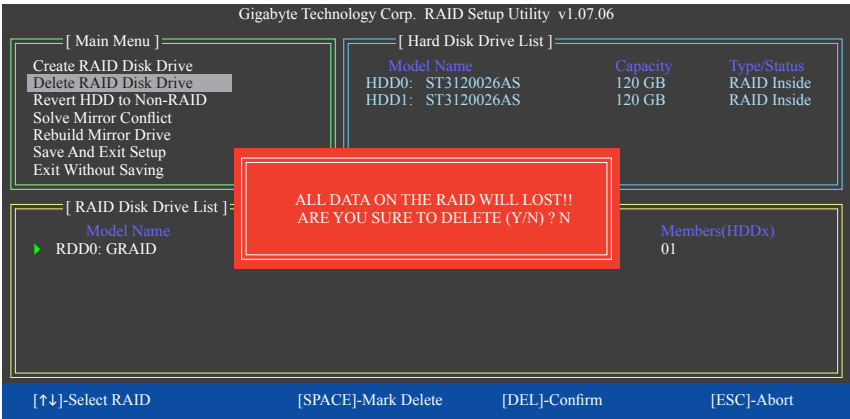 Gigabyte Technology Corp. RAID Setup Utility v1.07.06
[ Main Menu ]
Create RAID Disk Drive
Delete RAID Disk Drive
Revert HDD to Non-RAID
Solve Mirror Conflict
Rebuild Mirror Drive
Save And Exit Setup
Exit Without Saving
[ Hard Disk Drive List ]
Model Name Capacity Type/Status
HDD0: ST3120026AS 120 GB RAID Inside
HDD1: ST3120026AS 120 GB RAID Inside
ALL DATA ON THE RAID WILL LOST!!
ARE YOU SURE TO DELETE (Y/N) ? N
[ RAID Disk Drive List ]
Model Name Members(HDDx)
RDD0: GRAID 01
[↑↓]-Select RAID [SPACE]-Mark Delete [DEL]-Confirm [ESC]-Abort